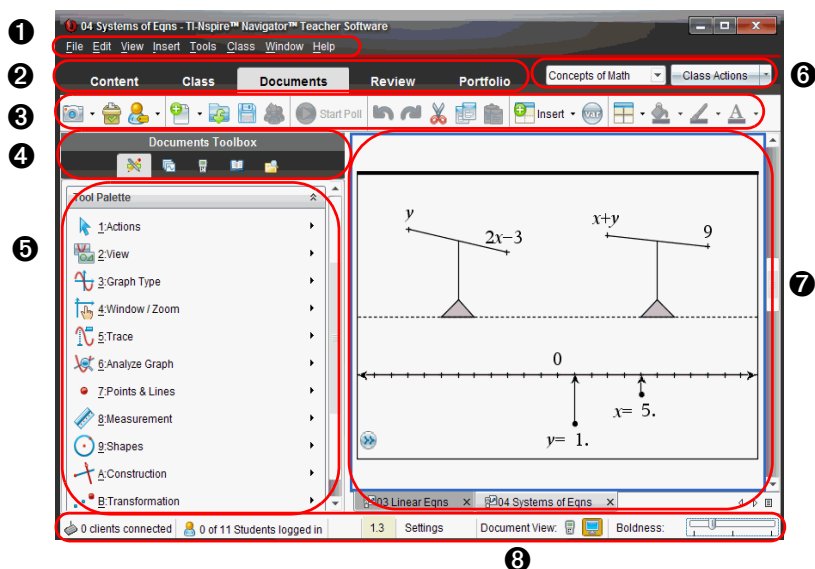 04 Systems of Eqns - TI-Nspire™ Navigator™ Teacher Software
❶
File Edit View Insert Tools Class Window Help
❷
Content Class Documents Review Portfolio
Concepts of Math Class Actions
❻
❸
Start Poll
Insert
var
A
❹
Documents Toolbox
❺
Tool Palette
1:Actions
2:View
3:Graph Type
4:Window / Zoom
5:Trace
6:Analyze Graph
7:Points & Lines
8:Measurement
9:Shapes
A:Construction
B:Transformation
y
2x−3
x+y
9
0
x= 5.
y= 1.
❼
03 Linear Eqns x 04 Systems of Eqns x
0 clients connected 0 of 11 Students logged in 1.3 Settings Document View: Boldness:
❽